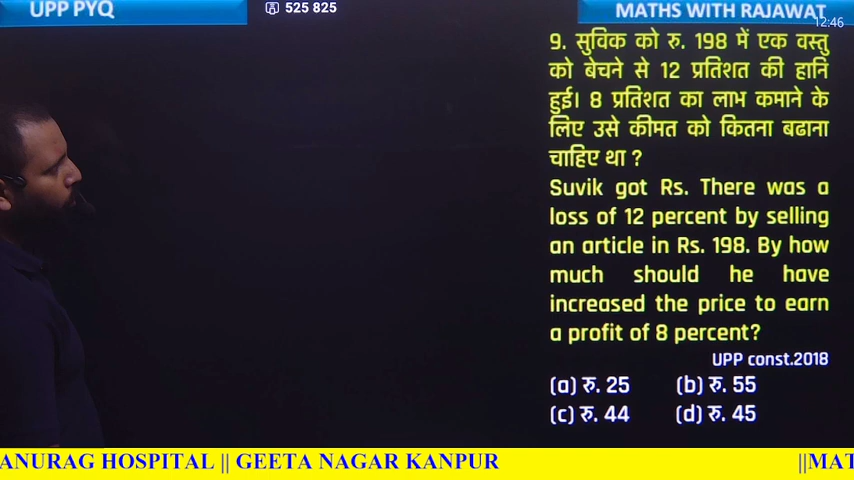 UPP PYQ
525 825
MATHS WITH RAJAWAT
12:46
9. सुविक को रु. 198 में एक वस्तु
को बेचने से 12 प्रतिशत की हानि
हुई। 8 प्रतिशत का लाभ कमाने के
लिए उसे कीमत को कितना बढाना
चाहिए था ?
Suvik got Rs. There was a
loss of 12 percent by selling
an article in Rs. 198. By how
much should he have
increased the price to earn
a profit of 8 percent?
UPP const.2018
(a) रु. 25 (b) रु. 55
(c) रु. 44 (d) रु. 45
ANURAG HOSPITAL || GEETA NAGAR KANPUR ||MAT